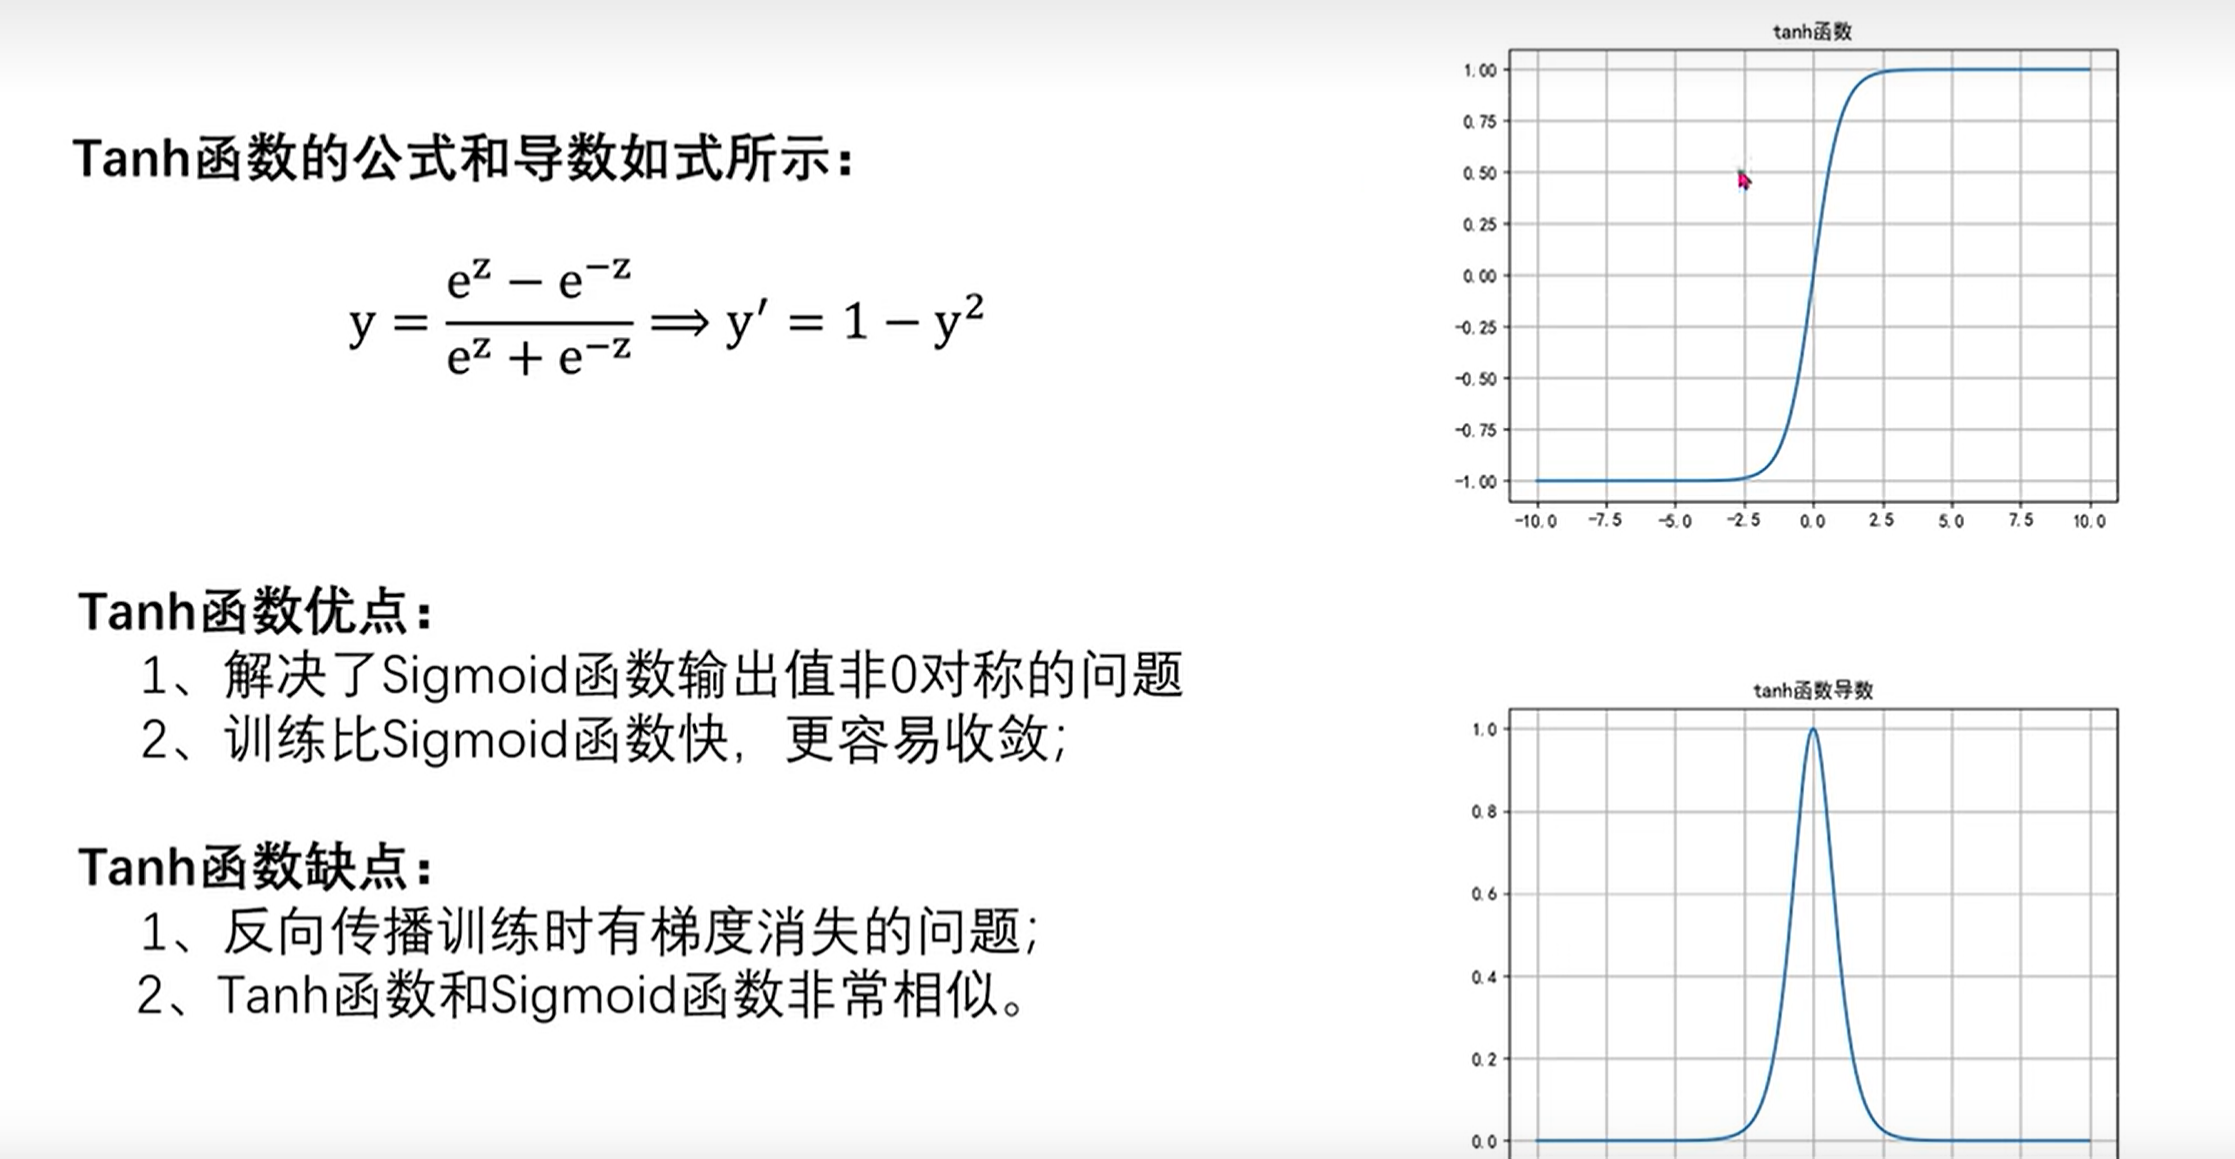 Tanh函数的公式和导数如式所示：
y = (e^z − e^−z) / (e^z + e^−z) ⟹ y′ = 1 − y²
Tanh函数优点：
1、解决了Sigmoid函数输出值非0对称的问题
2、训练比Sigmoid函数快，更容易收敛；
Tanh函数缺点：
1、反向传播训练时有梯度消失的问题；
2、Tanh函数和Sigmoid函数非常相似。
tanh函数
1.00
0.75
0.50
0.25
0.00
-0.25
-0.50
-0.75
-1.00
-10.0 -7.5 -5.0 -2.5 0.0 2.5 5.0 7.5 10.0
tanh函数导数
1.0
0.8
0.6
0.4
0.2
0.0